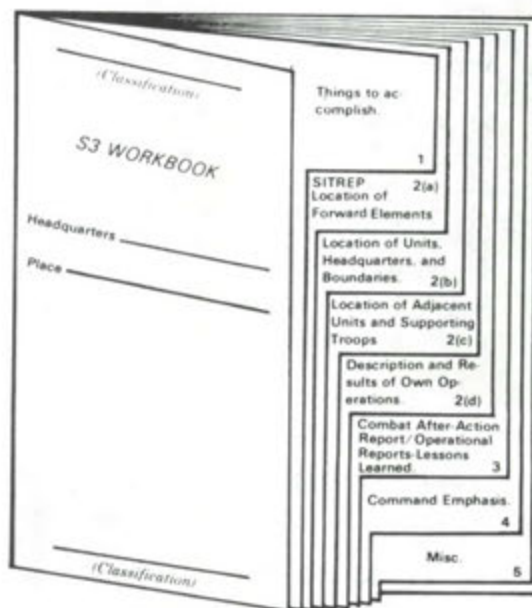 (Classification)
S3 WORKBOOK
Headquarters
Place
(Classification)
Things to ac-
complish.
1
SITREP 2(a)
Location of
Forward Elements
Location of Units,
Headquarters, and
Boundaries. 2(b)
Location of Adjacent
Units and Supporting
Troops 2(c)
Description and Re-
sults of Own Op-
erations. 2(d)
Combat After-Action
Report/Operational
Reports-Lessons
Learned. 3
Command Emphasis.
4
Misc.
5